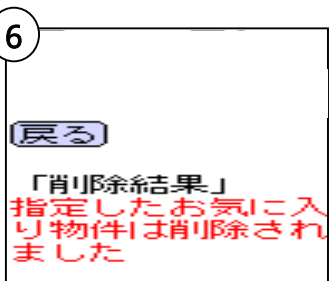 6
戻る
「削除結果」
指定したお気に入
り物件は削除され
ました